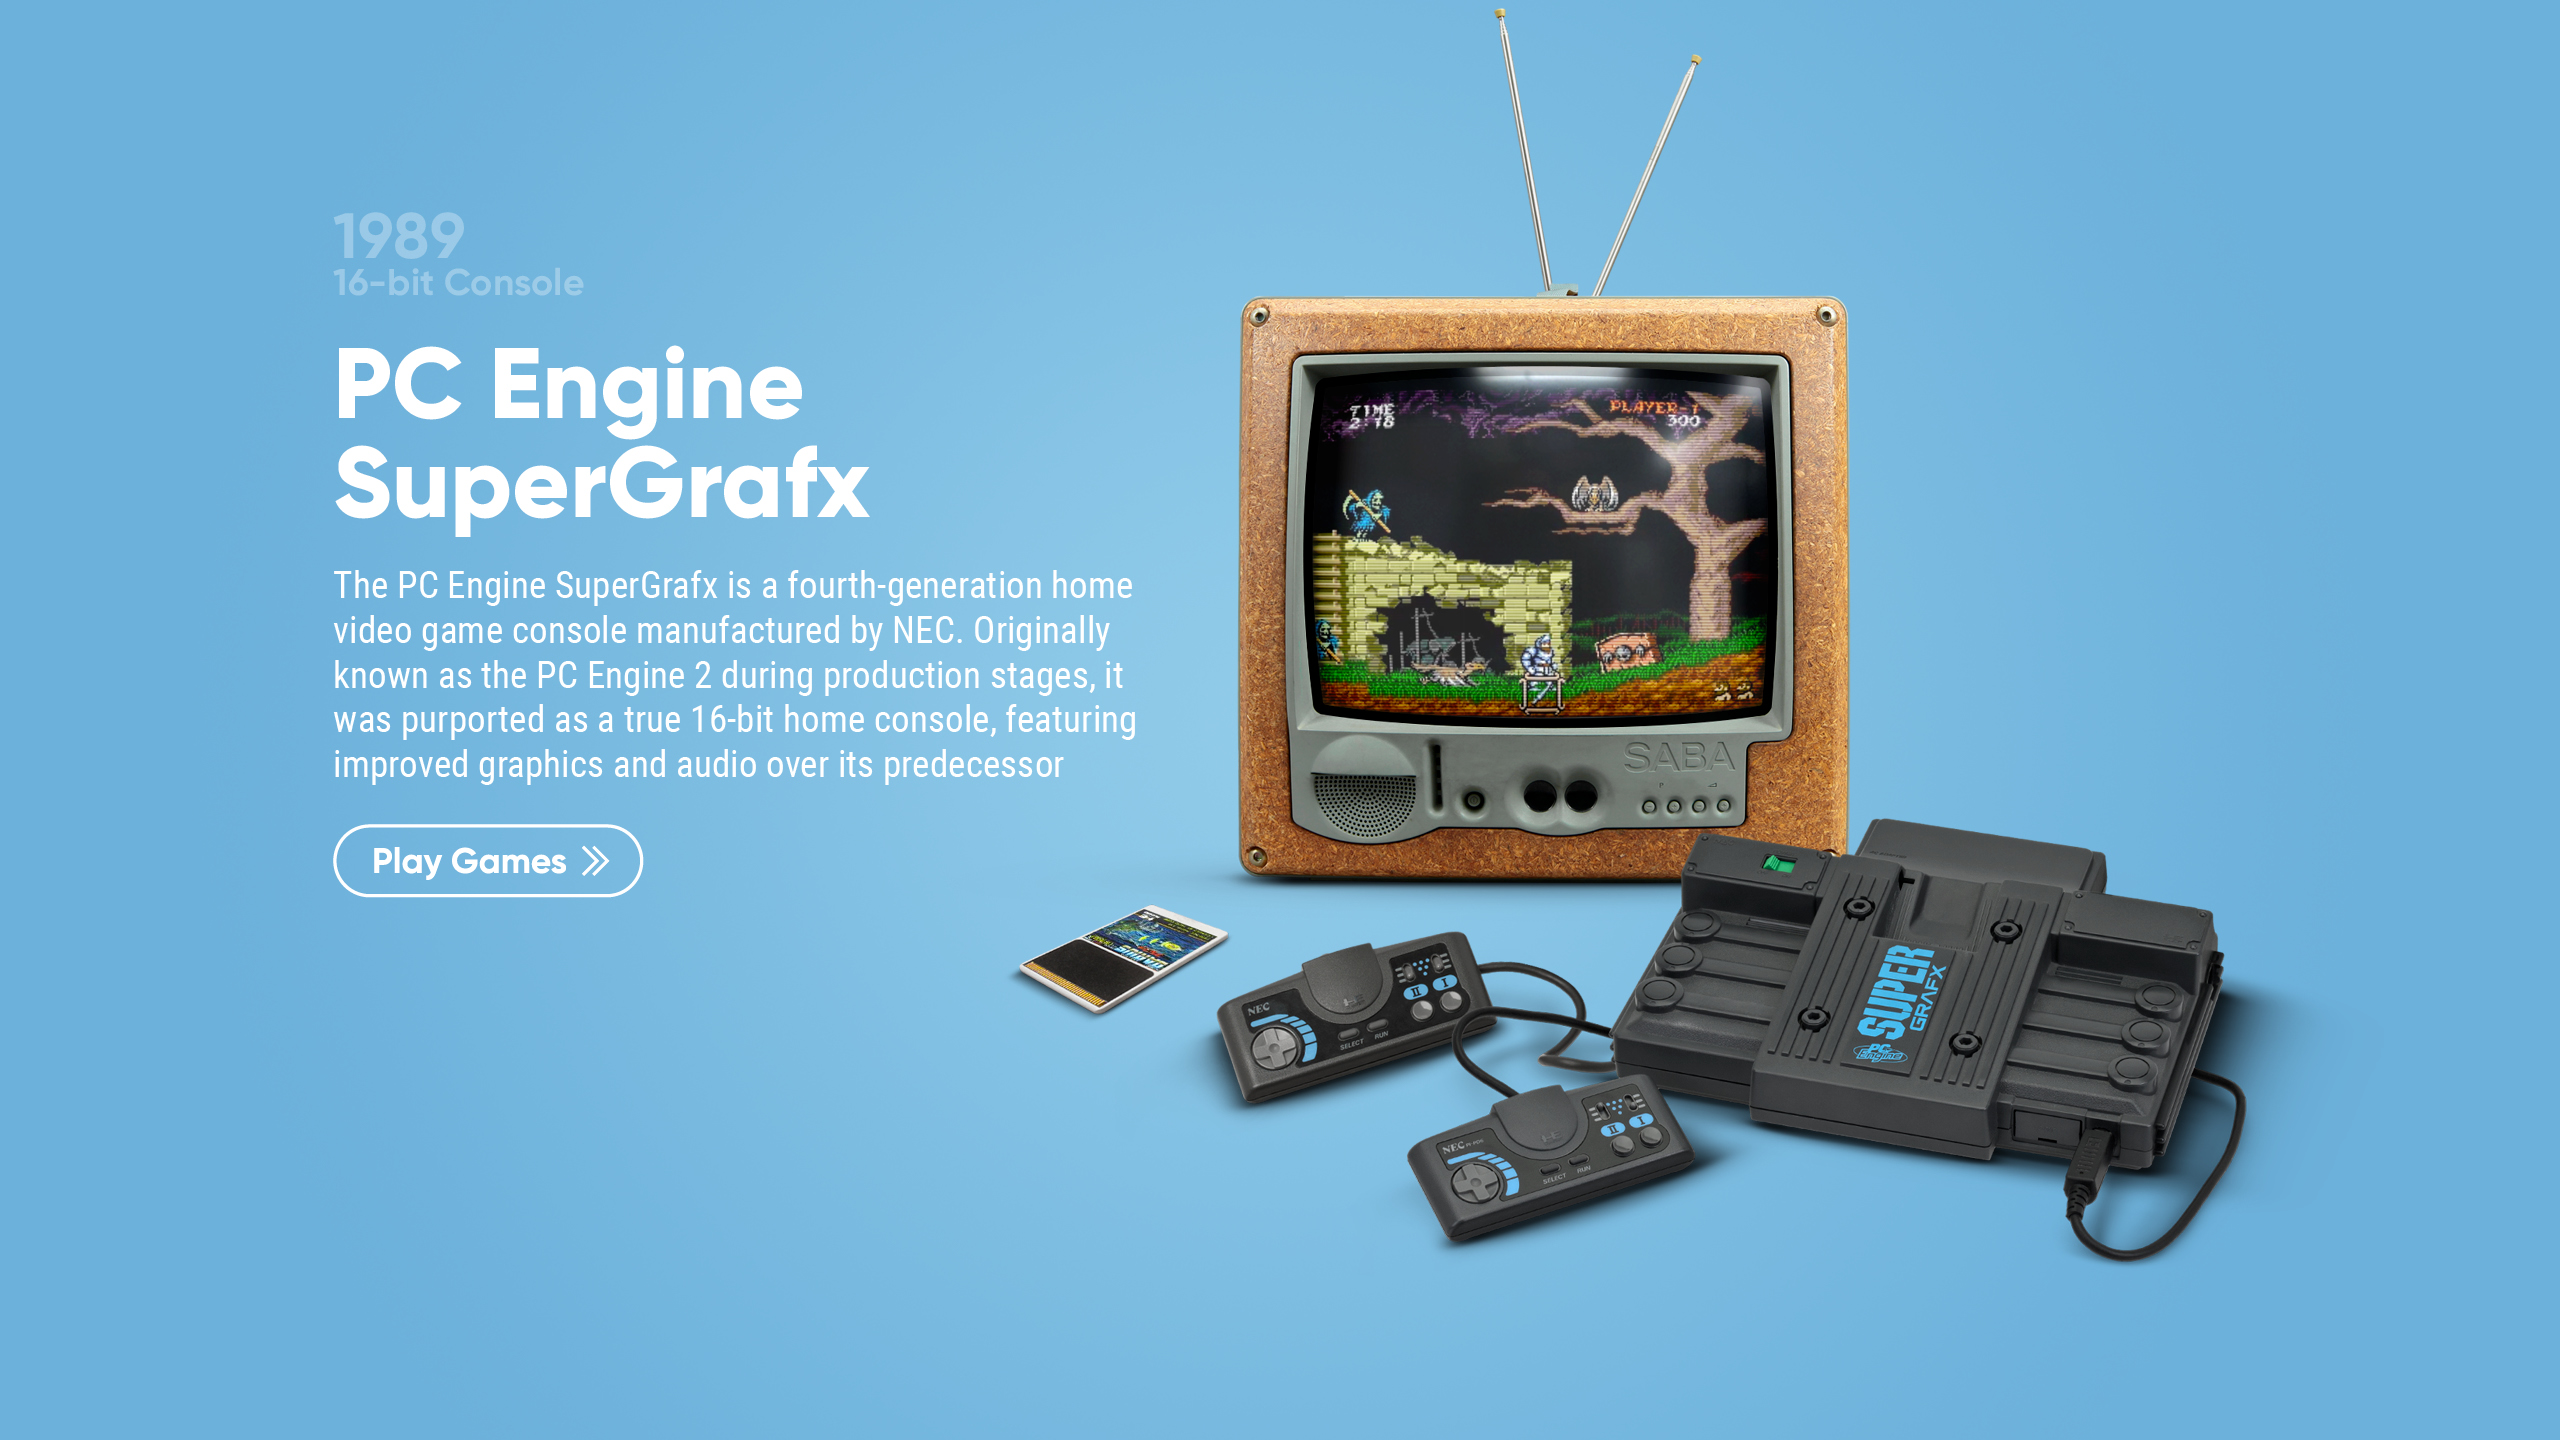 1989
16-bit Console
PC Engine
SuperGrafx
The PC Engine SuperGrafx is a fourth-generation home
video game console manufactured by NEC. Originally
known as the PC Engine 2 during production stages, it
was purported as a true 16-bit home console, featuring
improved graphics and audio over its predecessor
Play Games
TIME
2:18
PLAYER-1
300
SABA
P
NEC
SELECT
RUN
II
I
NEC
SELECT
RUN
II
I
SUPER
GRAFX
PC
Engine